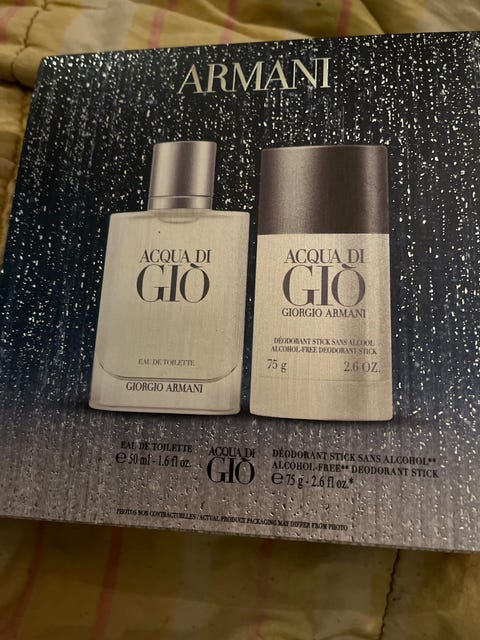 ARMANI
ACQUA DI
GIÒ
EAU DE TOILETTE
GIORGIO ARMANI
ACQUA DI
GIÒ
GIORGIO ARMANI
DÉODORANT STICK SANS ALCOOL
ALCOHOL-FREE DEODORANT STICK
75 g 2.6 OZ.
EAU DE TOILETTE
℮ 50 ml - 1.6 fl oz.
ACQUA DI
GIÒ
DÉODORANT STICK SANS ALCOHOL**
ALCOHOL-FREE** DEODORANT STICK
℮ 75 g - 2.6 fl oz.*
PHOTOS NON CONTRACTUELLES / ACTUAL PRODUCT PACKAGING MAY DIFFER FROM PHOTO